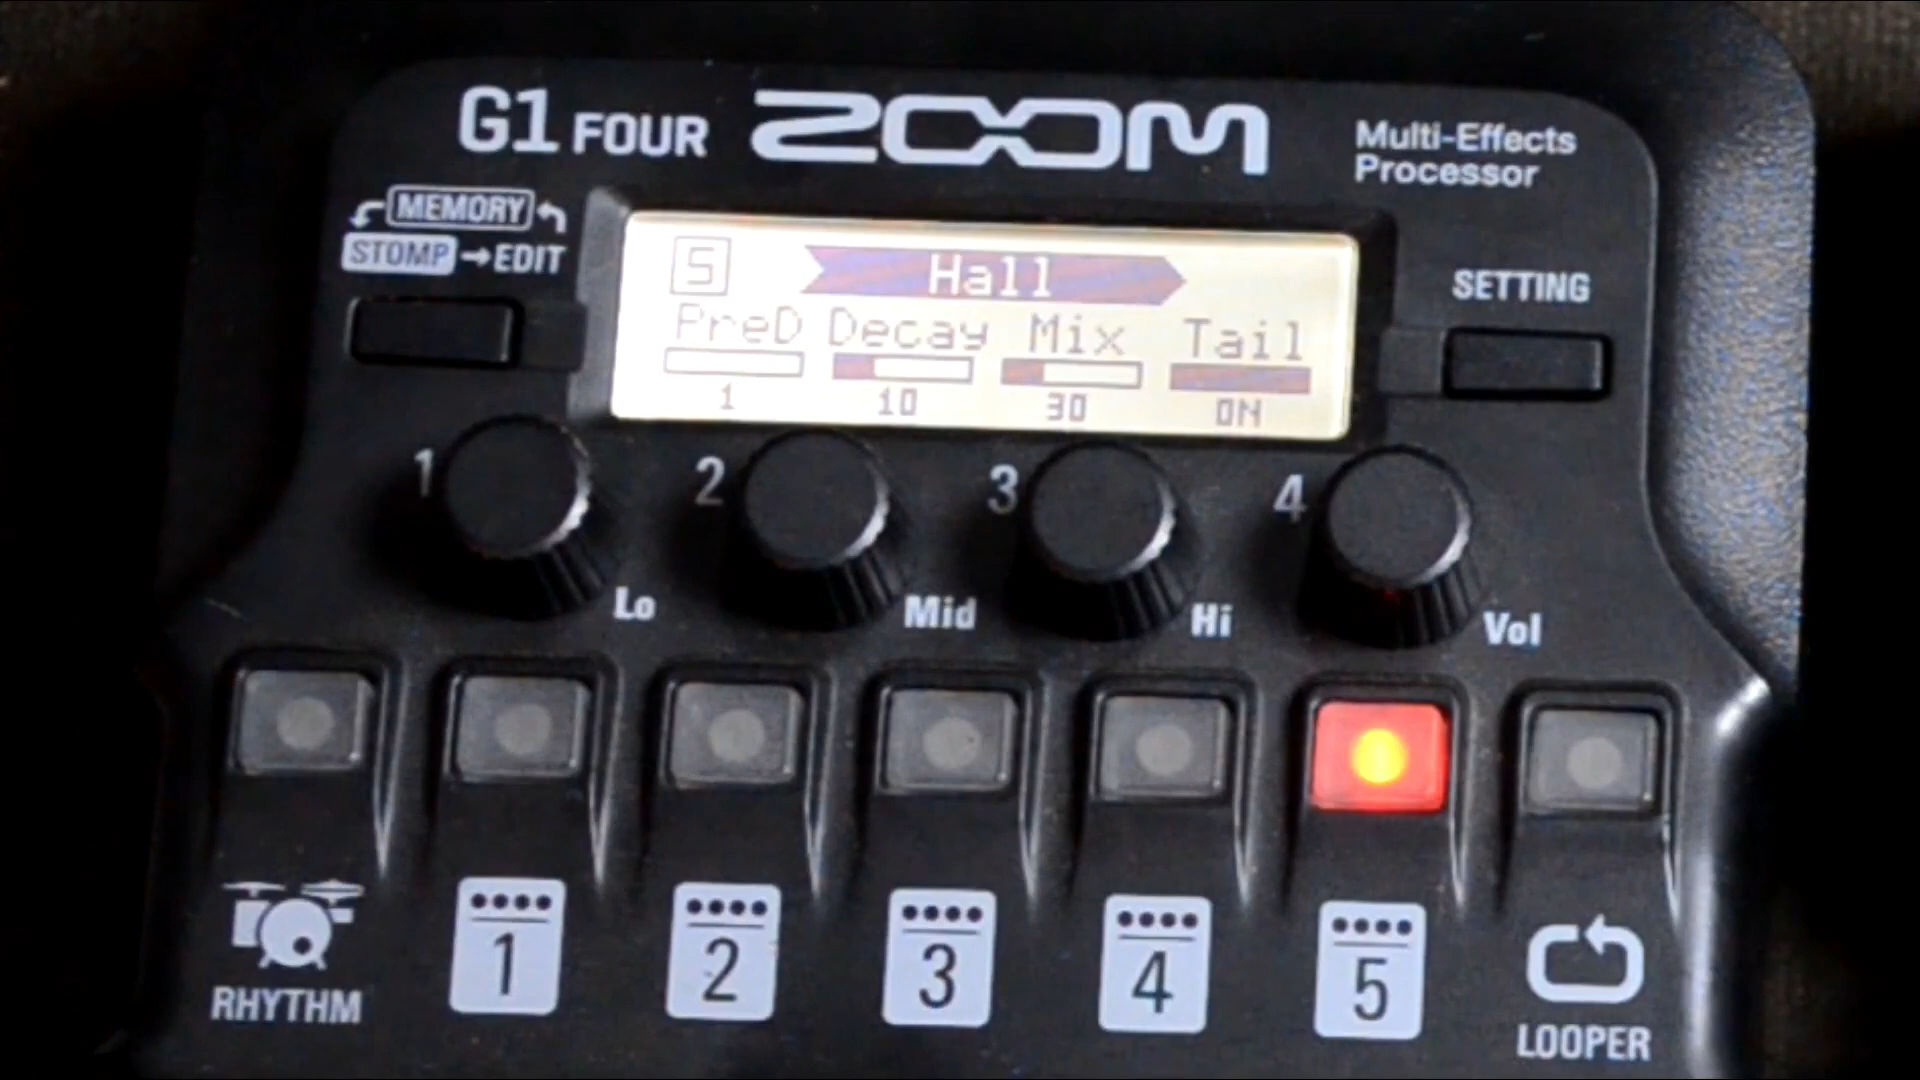 G1 FOUR ZOOM Multi-Effects Processor
MEMORY
STOMP→EDIT
SETTING
S Hall
PreD Decay Mix Tail
1 10 30 ON
1 2 3 4
Lo Mid Hi Vol
1 2 3 4 5
RHYTHM LOOPER